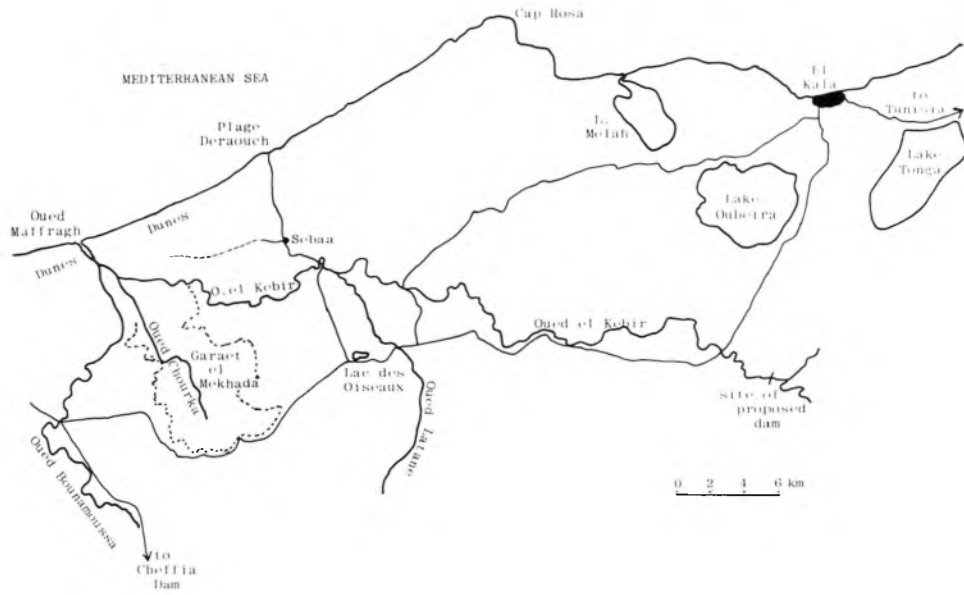 Cap Rosa
MEDITERRANEAN SEA
El
Kala
to
Tunisia
Plage
Deraouch
L.
Melah
Lake
Tonga
Lake
Oubeira
Oued
Maffragh
Dunes
Sebaa
Dunes
O.el Kebir
Oued el Kebir
Oued Chourka
Garaet
el
Mekhada
Lac des
Oiseaux
site of
proposed
dam
Oued Latane
Oued Bounamoussa
0 2 4 6 km
to
Cheffia
Dam